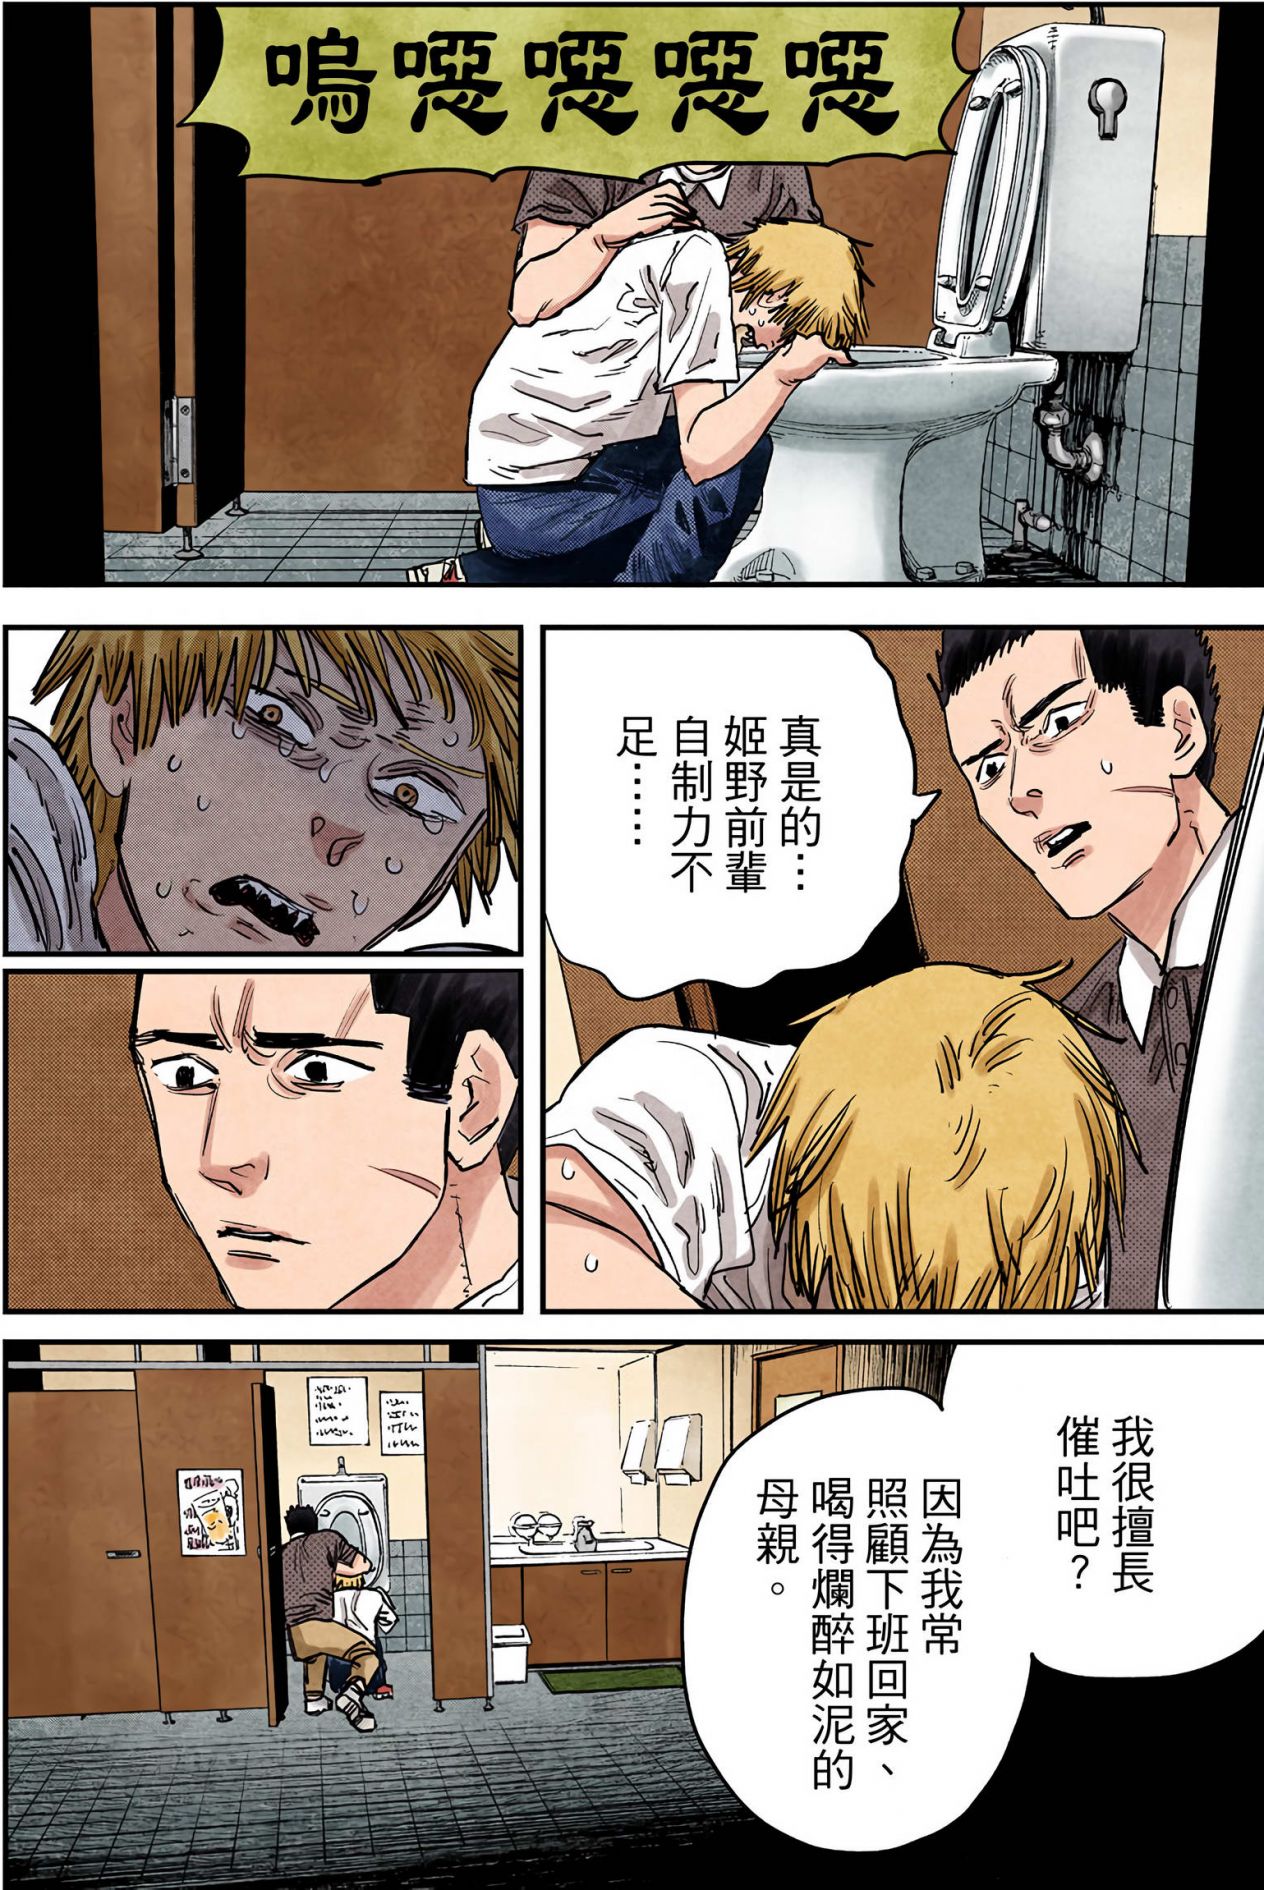 嗚噁噁噁噁
真是的…
姬野前輩
自制力不
足……
我很擅長
催吐吧？
因為我常
照顧下班回家、
喝得爛醉如泥的
母親。